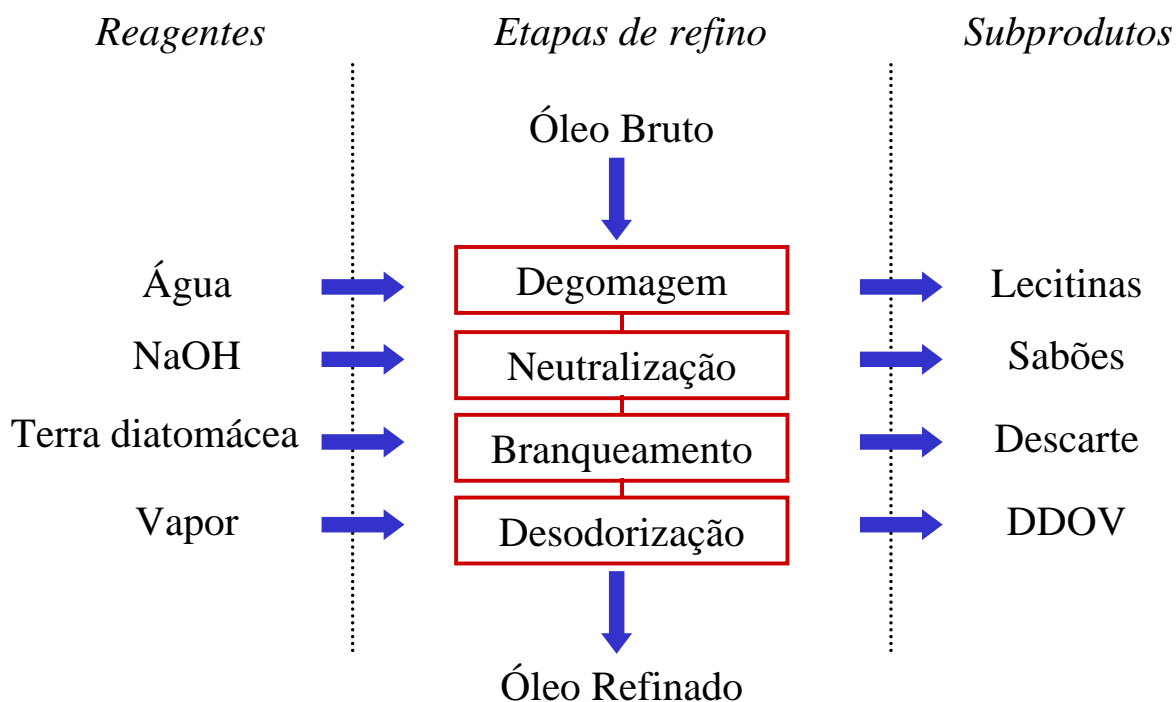 Reagentes
Etapas de refino
Subprodutos
Óleo Bruto
Água
Degomagem
Lecitinas
NaOH
Neutralização
Sabões
Terra diatomácea
Branqueamento
Descarte
Vapor
Desodorização
DDOV
Óleo Refinado